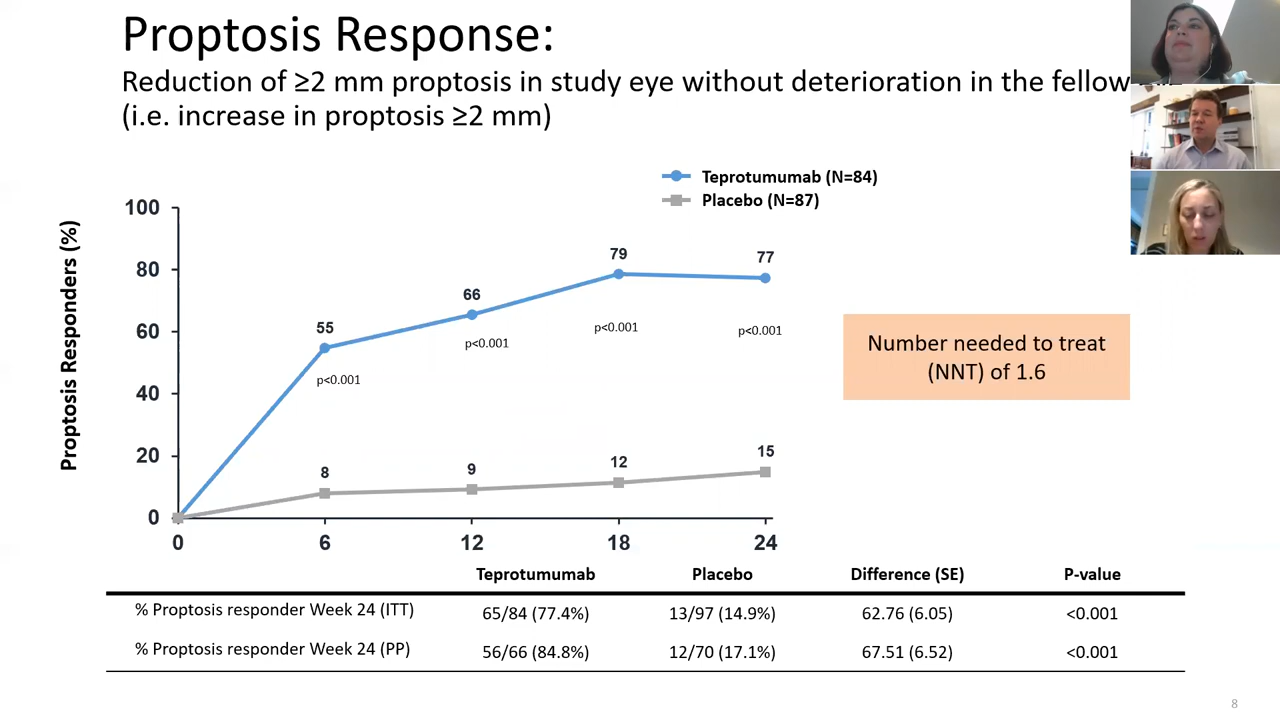 Proptosis Response:
Reduction of ≥2 mm proptosis in study eye without deterioration in the fellow
(i.e. increase in proptosis ≥2 mm)
Teprotumumab (N=84)
Placebo (N=87)
Proptosis Responders (%)
100
80
60
40
20
0
55
66
79
77
p<0.001
p<0.001
p<0.001
p<0.001
8
9
12
15
0 6 12 18 24
Number needed to treat
(NNT) of 1.6
Teprotumumab Placebo Difference (SE) P-value
% Proptosis responder Week 24 (ITT) 65/84 (77.4%) 13/97 (14.9%) 62.76 (6.05) <0.001
% Proptosis responder Week 24 (PP) 56/66 (84.8%) 12/70 (17.1%) 67.51 (6.52) <0.001
8